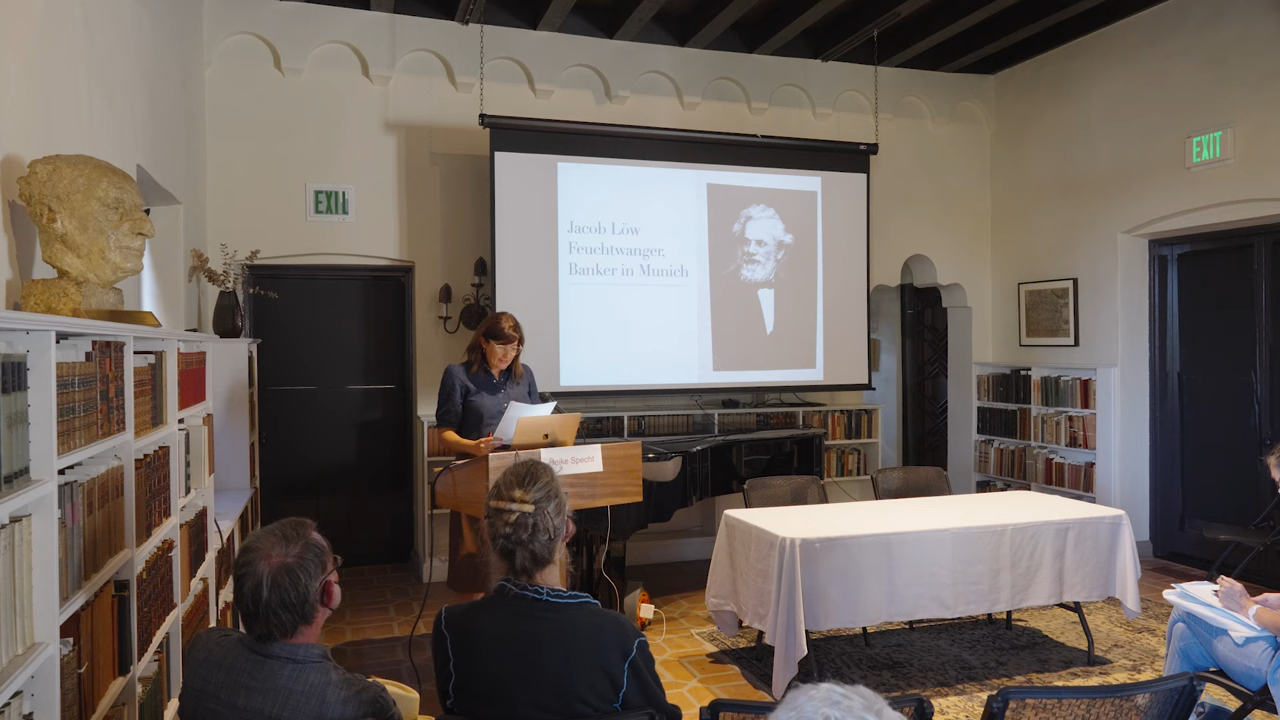 EXIT
EXIT
Jacob Löw
Feuchtwanger,
Banker in Munich
Heike Specht